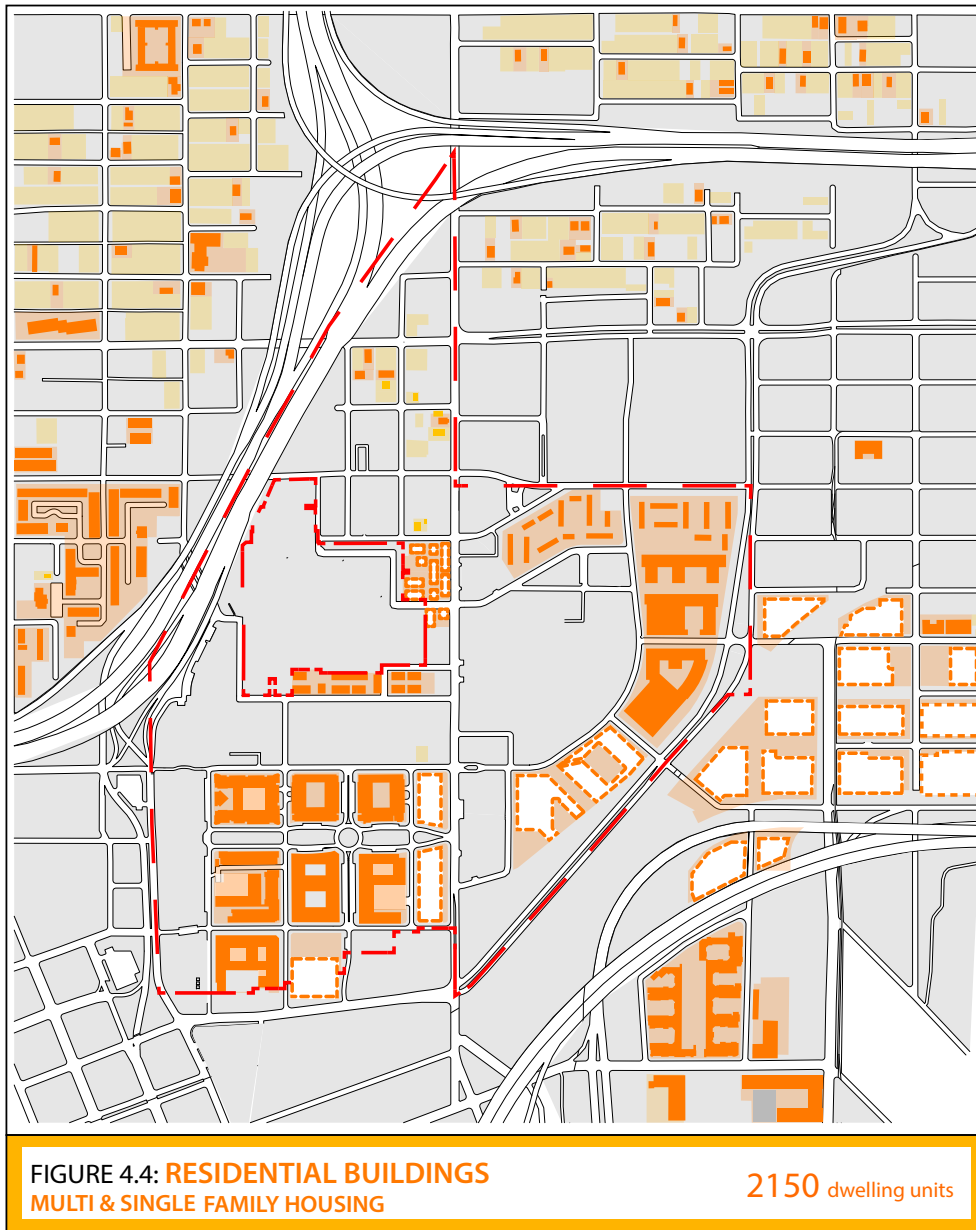 FIGURE 4.4: RESIDENTIAL BUILDINGS
MULTI & SINGLE FAMILY HOUSING
2150 dwelling units